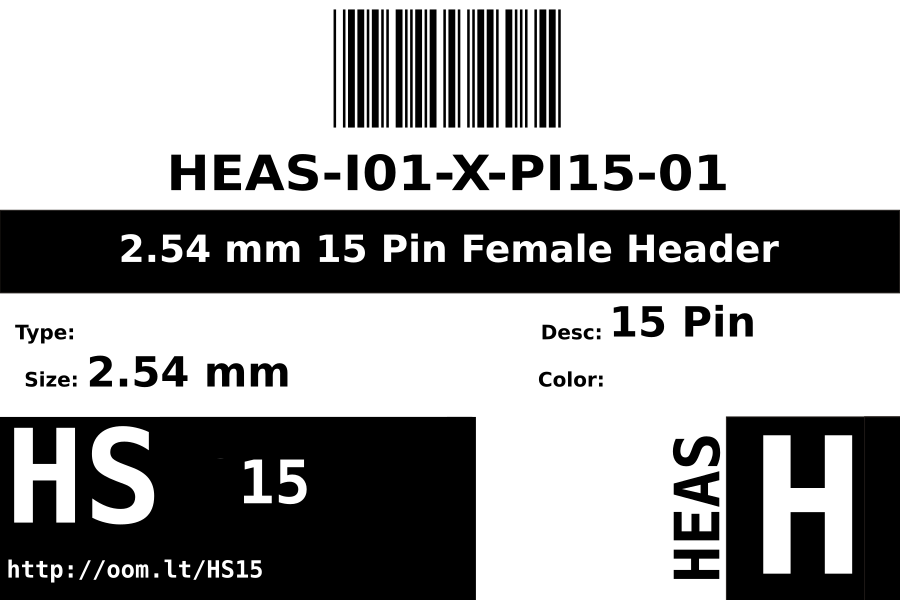 HEAS-I01-X-PI15-01
2.54 mm 15 Pin Female Header
Type:
Desc: 15 Pin
Size: 2.54 mm
Color:
HS 15
http://oom.lt/HS15
HEAS
H